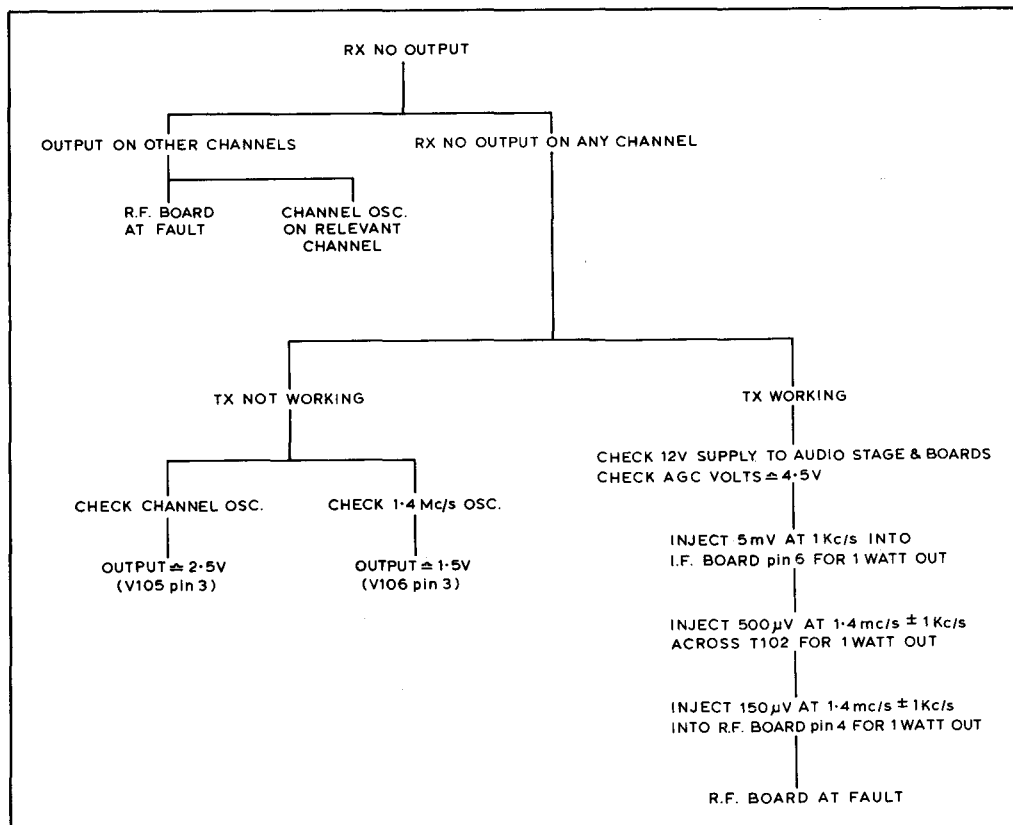 RX NO OUTPUT
OUTPUT ON OTHER CHANNELS
RX NO OUTPUT ON ANY CHANNEL
R.F. BOARD
AT FAULT
CHANNEL OSC.
ON RELEVANT
CHANNEL
TX NOT WORKING
TX WORKING
CHECK CHANNEL OSC.
CHECK 1·4 Mc/s OSC.
OUTPUT ≏ 2·5V
(V105 pin 3)
OUTPUT ≏ 1·5V
(V106 pin 3)
CHECK 12V SUPPLY TO AUDIO STAGE & BOARDS
CHECK AGC VOLTS ≏ 4·5V
INJECT 5mV AT 1Kc/s INTO
I.F. BOARD pin 6 FOR 1 WATT OUT
INJECT 500µV AT 1·4mc/s ± 1Kc/s
ACROSS T102 FOR 1 WATT OUT
INJECT 150µV AT 1·4mc/s ± 1Kc/s
INTO R.F. BOARD pin 4 FOR 1 WATT OUT
R.F. BOARD AT FAULT